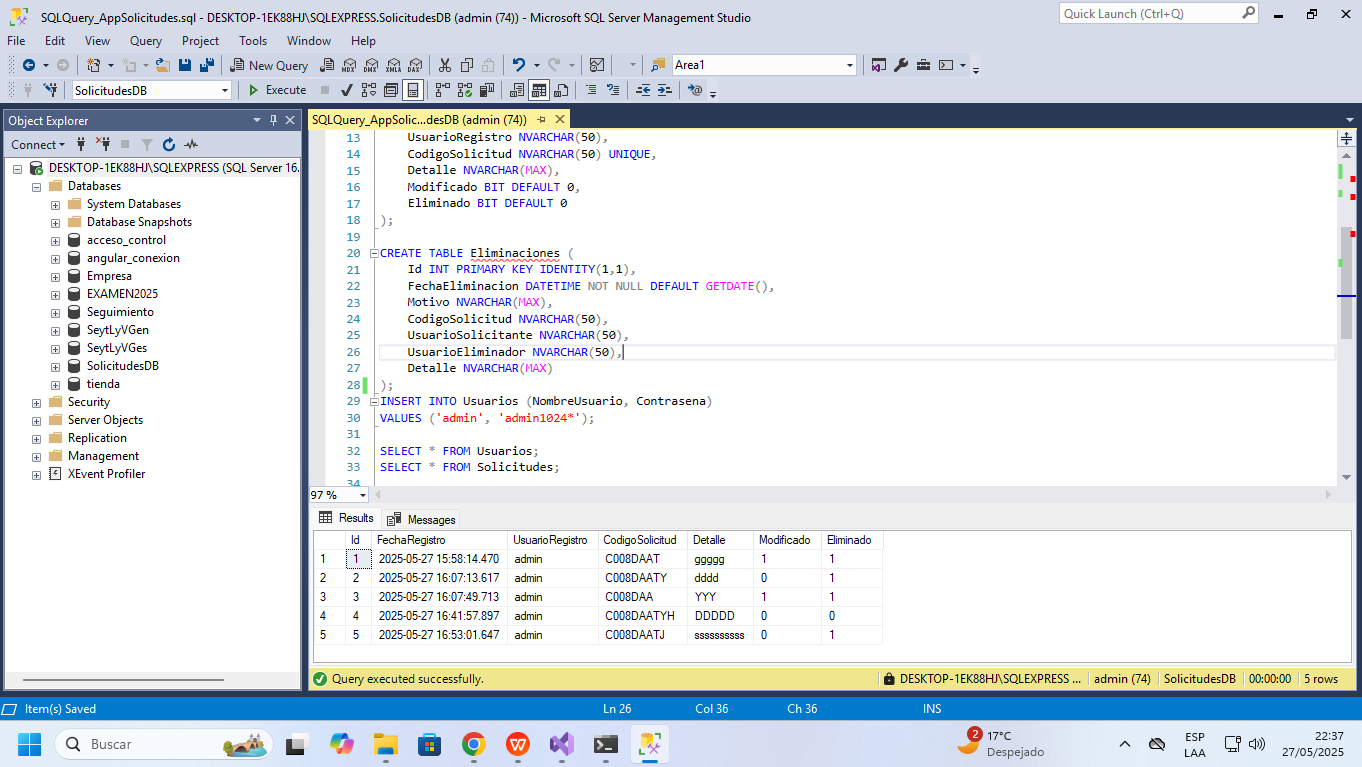 SQLQuery_AppSolicitudes.sql - DESKTOP-1EK88HJ\SQLEXPRESS.SolicitudesDB (admin (74)) - Microsoft SQL Server Management Studio
Quick Launch (Ctrl+Q)
File Edit View Query Project Tools Window Help
New Query MDX DMX XMLA DAX Area1
SolicitudesDB Execute
Object Explorer
Connect
DESKTOP-1EK88HJ\SQLEXPRESS (SQL Server 16.
Databases
System Databases
Database Snapshots
acceso_control
angular_conexion
Empresa
EXAMEN2025
Seguimiento
SeytLyVGen
SeytLyVGes
SolicitudesDB
tienda
Security
Server Objects
Replication
Management
XEvent Profiler
SQLQuery_AppSolic...desDB (admin (74))
13 UsuarioRegistro NVARCHAR(50),
14 CodigoSolicitud NVARCHAR(50) UNIQUE,
15 Detalle NVARCHAR(MAX),
16 Modificado BIT DEFAULT 0,
17 Eliminado BIT DEFAULT 0
18 );
19
20 CREATE TABLE Eliminaciones (
21 Id INT PRIMARY KEY IDENTITY(1,1),
22 FechaEliminacion DATETIME NOT NULL DEFAULT GETDATE(),
23 Motivo NVARCHAR(MAX),
24 CodigoSolicitud NVARCHAR(50),
25 UsuarioSolicitante NVARCHAR(50),
26 UsuarioEliminador NVARCHAR(50),
27 Detalle NVARCHAR(MAX)
28 );
29 INSERT INTO Usuarios (NombreUsuario, Contrasena)
30 VALUES ('admin', 'admin1024*');
31
32 SELECT * FROM Usuarios;
33 SELECT * FROM Solicitudes;
34
97 %
Results Messages
Id FechaRegistro UsuarioRegistro CodigoSolicitud Detalle Modificado Eliminado
1 1 2025-05-27 15:58:14.470 admin C008DAAT ggggg 1 1
2 2 2025-05-27 16:07:13.617 admin C008DAATY dddd 0 1
3 3 2025-05-27 16:07:49.713 admin C008DAA YYY 1 1
4 4 2025-05-27 16:41:57.897 admin C008DAATYH DDDDD 0 0
5 5 2025-05-27 16:53:01.647 admin C008DAATJ ssssssssss 0 1
Query executed successfully. DESKTOP-1EK88HJ\SQLEXPRESS ... admin (74) SolicitudesDB 00:00:00 5 rows
Item(s) Saved Ln 26 Col 36 Ch 36 INS
Buscar
2 17°C
Despejado
ESP
LAA
22:37
27/05/2025